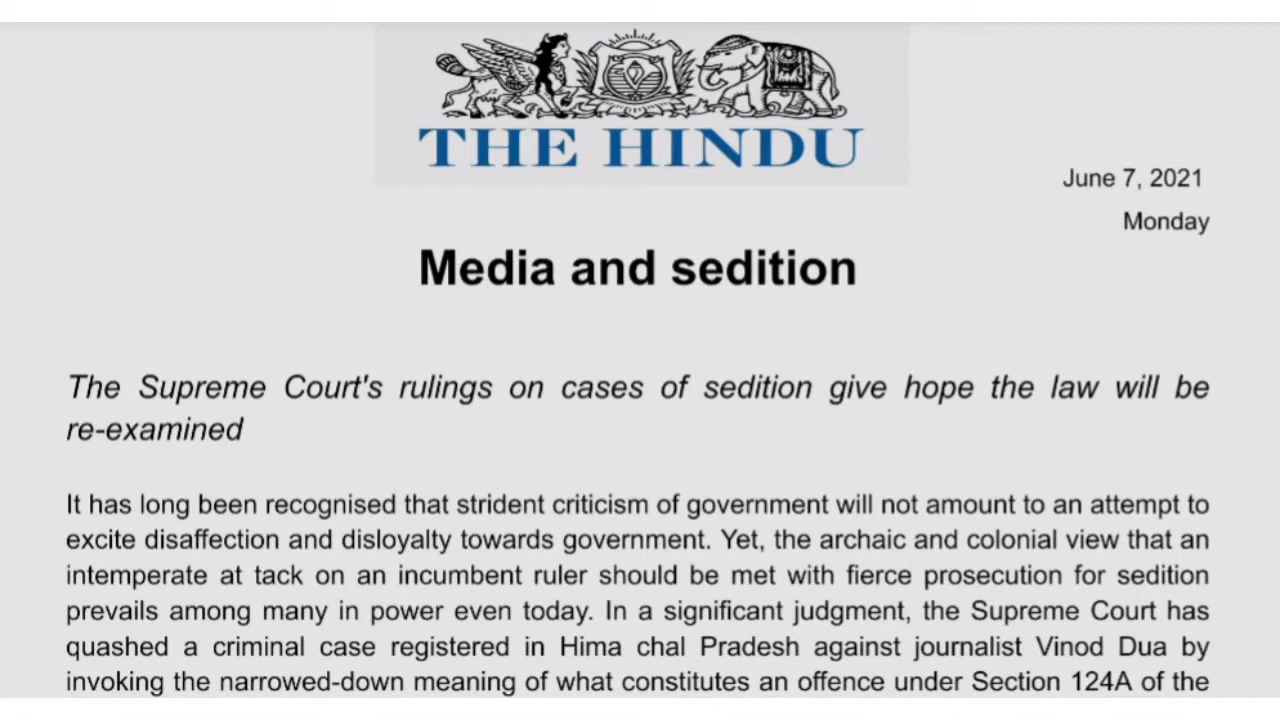 THE HINDU
June 7, 2021
Monday
Media and sedition
The Supreme Court's rulings on cases of sedition give hope the law will be
re-examined
It has long been recognised that strident criticism of government will not amount to an attempt to
excite disaffection and disloyalty towards government. Yet, the archaic and colonial view that an
intemperate at tack on an incumbent ruler should be met with fierce prosecution for sedition
prevails among many in power even today. In a significant judgment, the Supreme Court has
quashed a criminal case registered in Hima chal Pradesh against journalist Vinod Dua by
invoking the narrowed-down meaning of what constitutes an offence under Section 124A of the